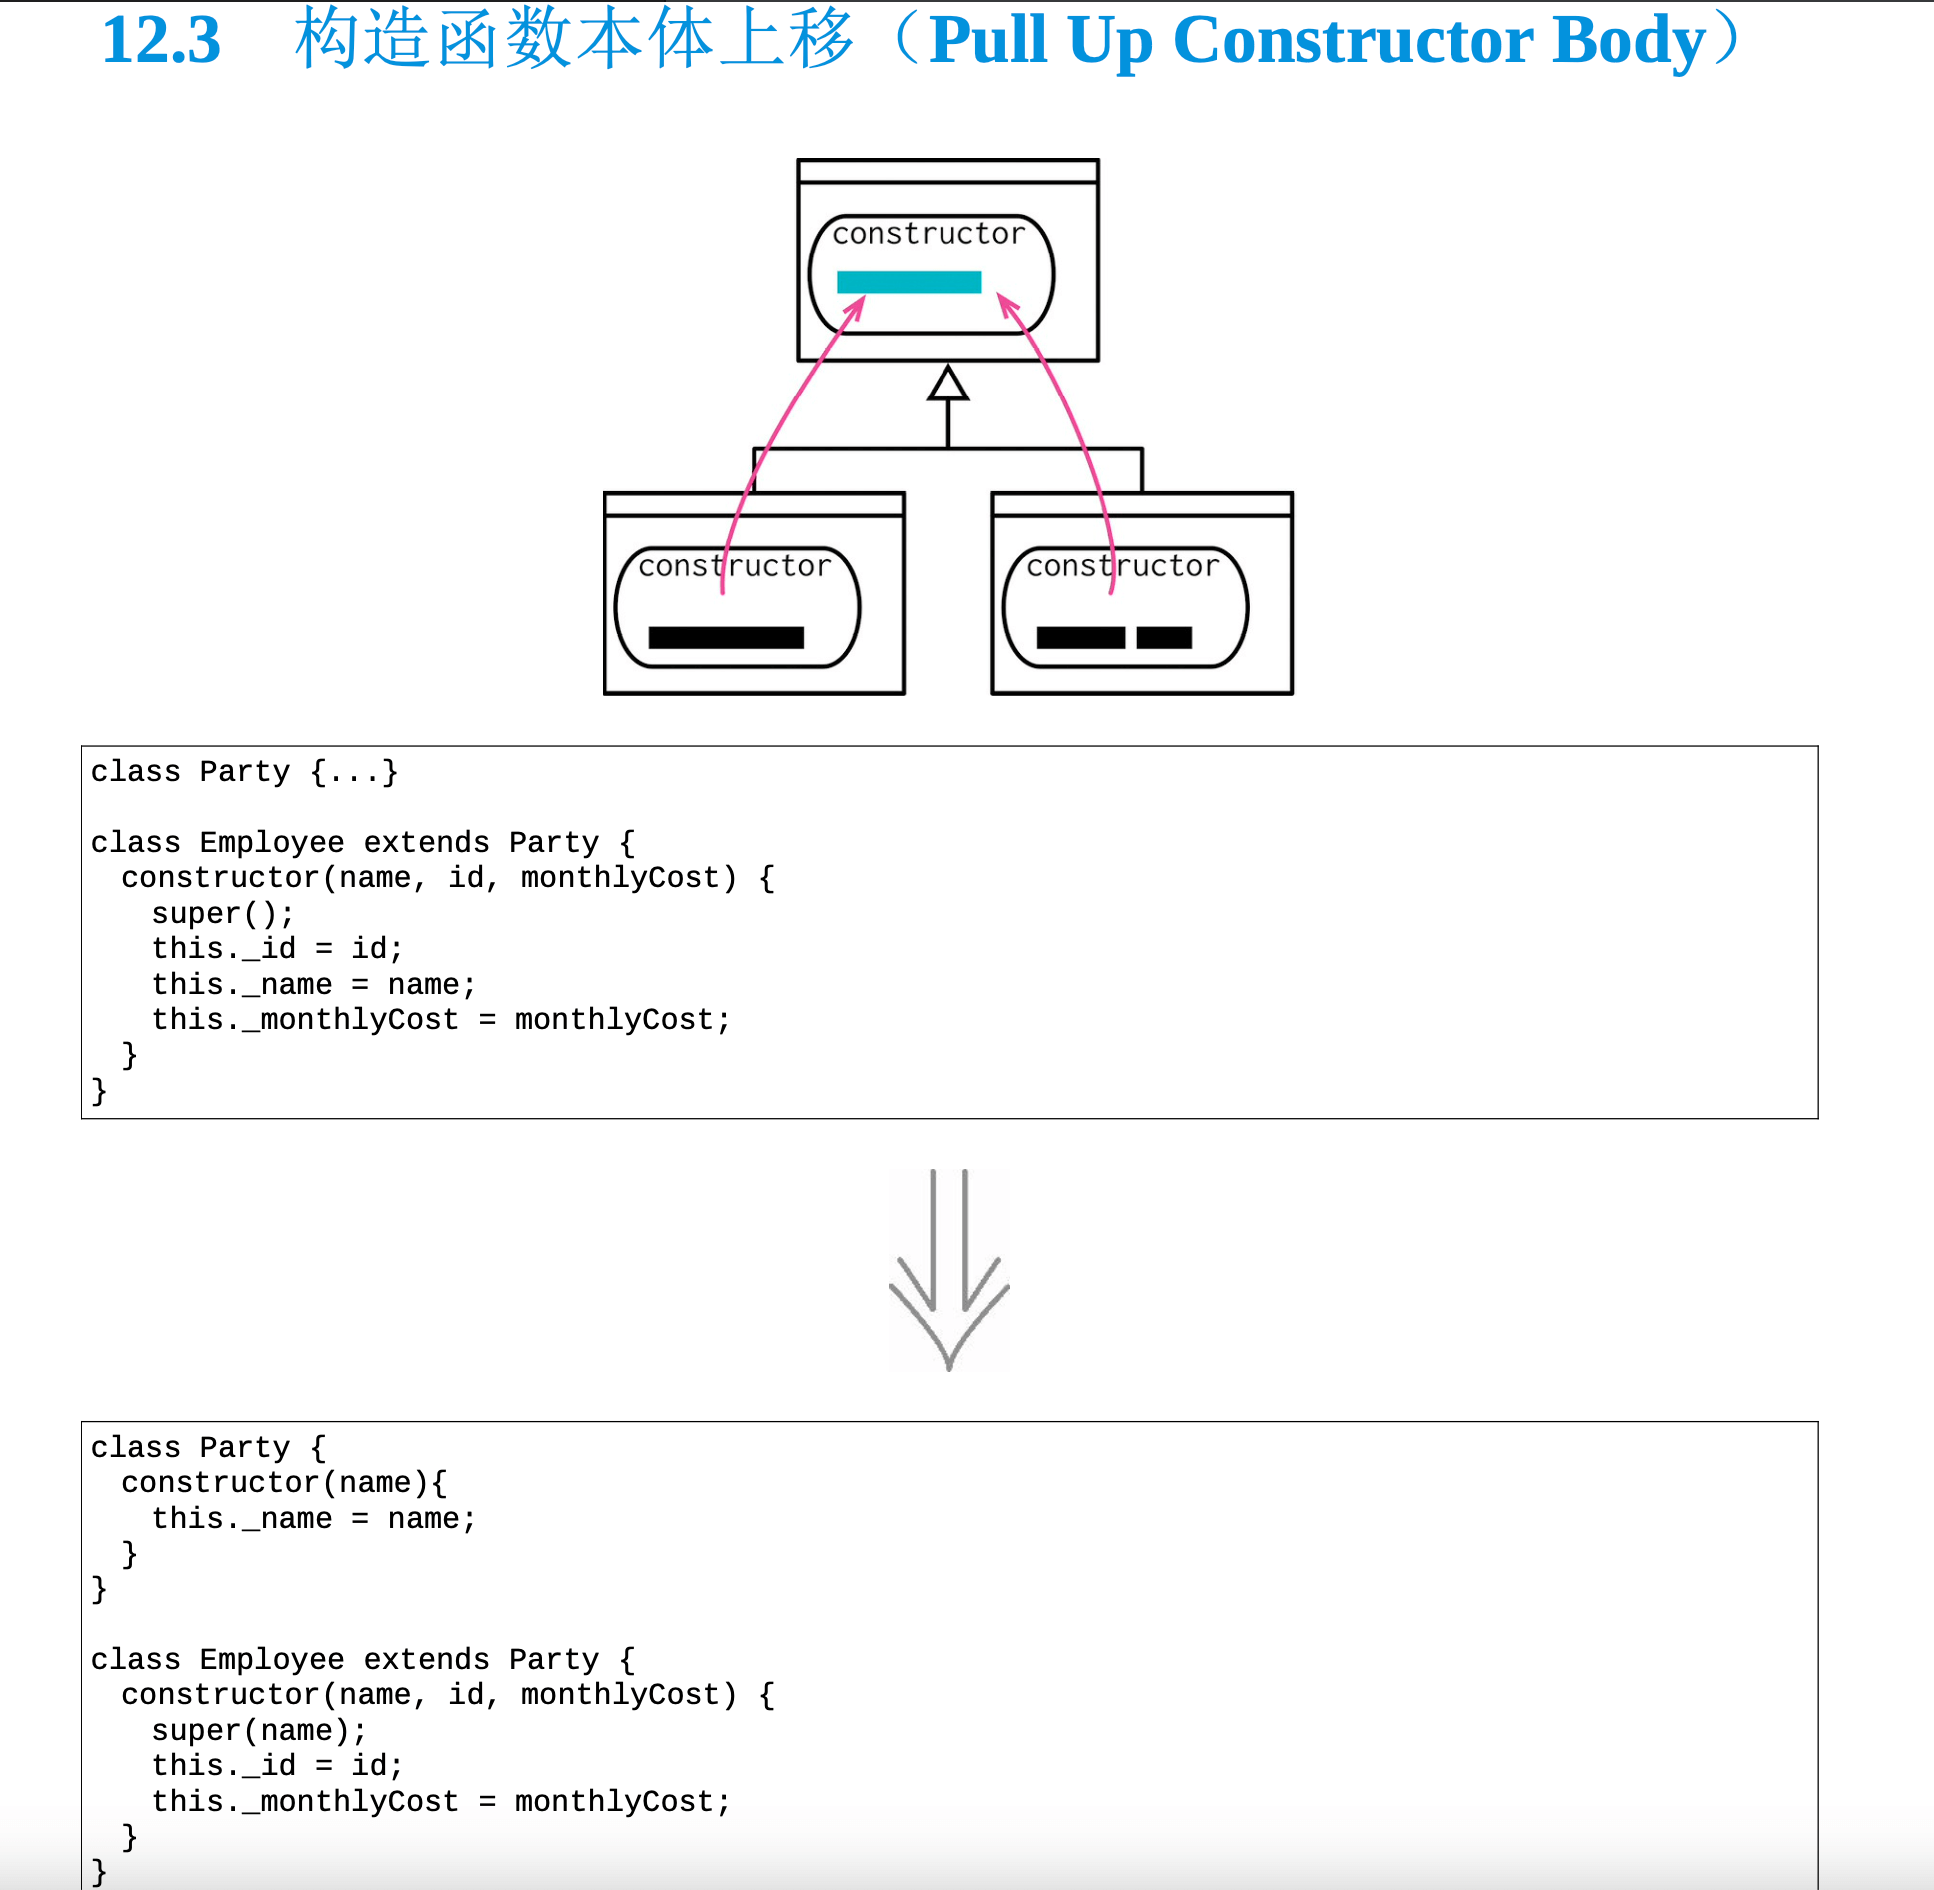 12.3 构造函数本体上移（Pull Up Constructor Body）
constructor
constructor
constructor
class Party {...}
class Employee extends Party {
constructor(name, id, monthlyCost) {
super();
this._id = id;
this._name = name;
this._monthlyCost = monthlyCost;
}
}
class Party {
constructor(name){
this._name = name;
}
}
class Employee extends Party {
constructor(name, id, monthlyCost) {
super(name);
this._id = id;
this._monthlyCost = monthlyCost;
}
}